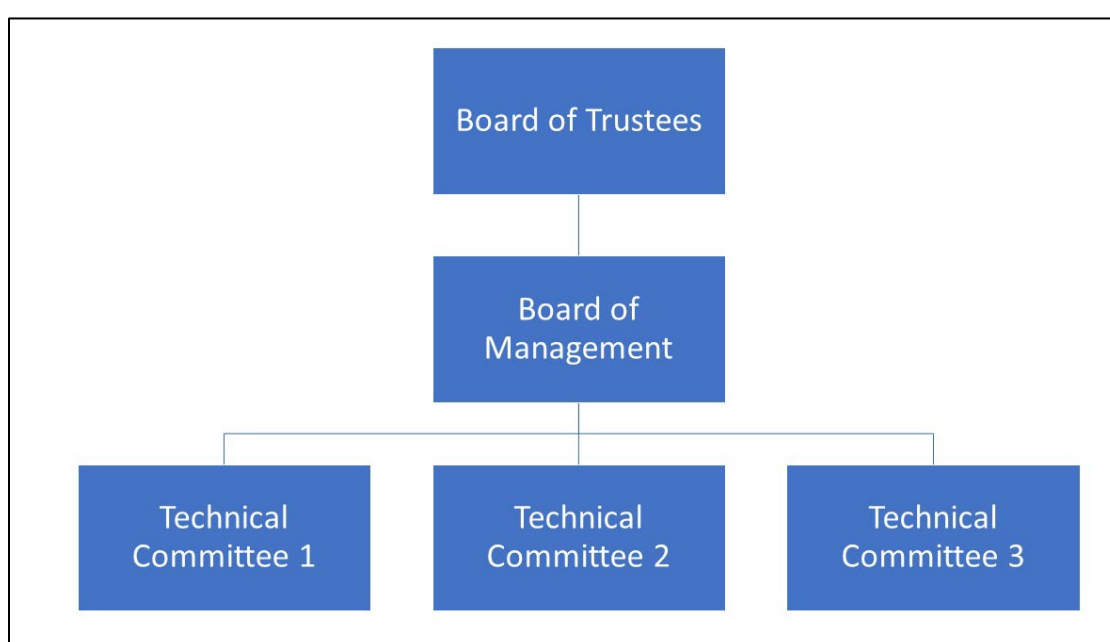 Board of Trustees
Board of
Management
Technical
Committee 1
Technical
Committee 2
Technical
Committee 3